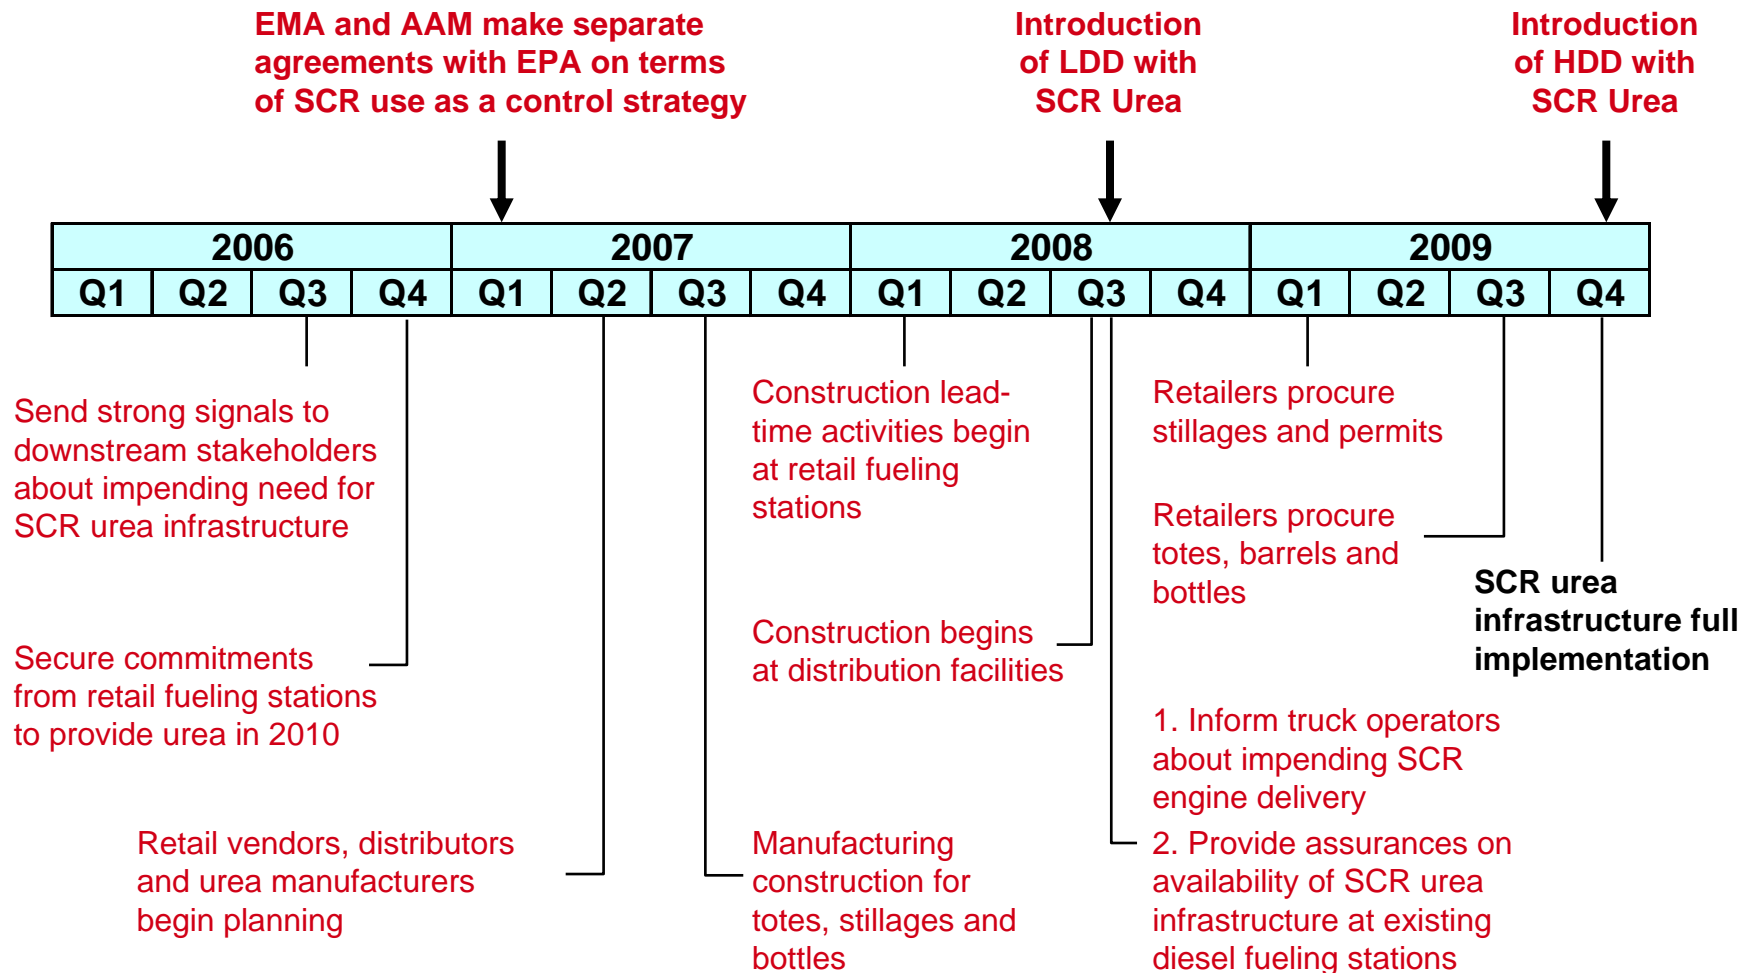 EMA and AAM make separate
agreements with EPA on terms
of SCR use as a control strategy
Introduction
of LDD with
SCR Urea
Introduction
of HDD with
SCR Urea
2006 2007 2008 2009
Q1 Q2 Q3 Q4 Q1 Q2 Q3 Q4 Q1 Q2 Q3 Q4 Q1 Q2 Q3 Q4
Send strong signals to
downstream stakeholders
about impending need for
SCR urea infrastructure
Secure commitments
from retail fueling stations
to provide urea in 2010
Retail vendors, distributors
and urea manufacturers
begin planning
Construction lead-
time activities begin
at retail fueling
stations
Construction begins
at distribution facilities
Manufacturing
construction for
totes, stillages and
bottles
Retailers procure
stillages and permits
Retailers procure
totes, barrels and
bottles
SCR urea
infrastructure full
implementation
1. Inform truck operators
about impending SCR
engine delivery
2. Provide assurances on
availability of SCR urea
infrastructure at existing
diesel fueling stations